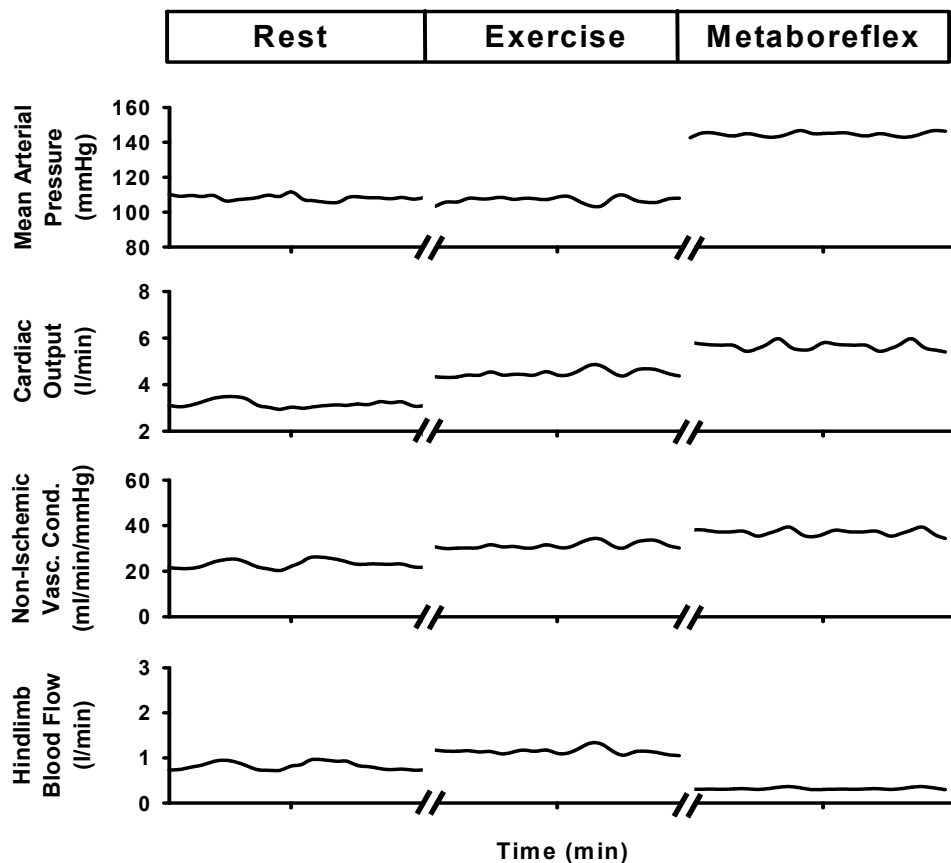 Rest Exercise Metaboreflex
Mean Arterial
Pressure
(mmHg)
160
140
120
100
80
Cardiac
Output
(l/min)
8
6
4
2
Non-Ischemic
Vasc. Cond.
(ml/min/mmHg)
60
40
20
0
Hindlimb
Blood Flow
(l/min)
3
2
1
0
Time (min)